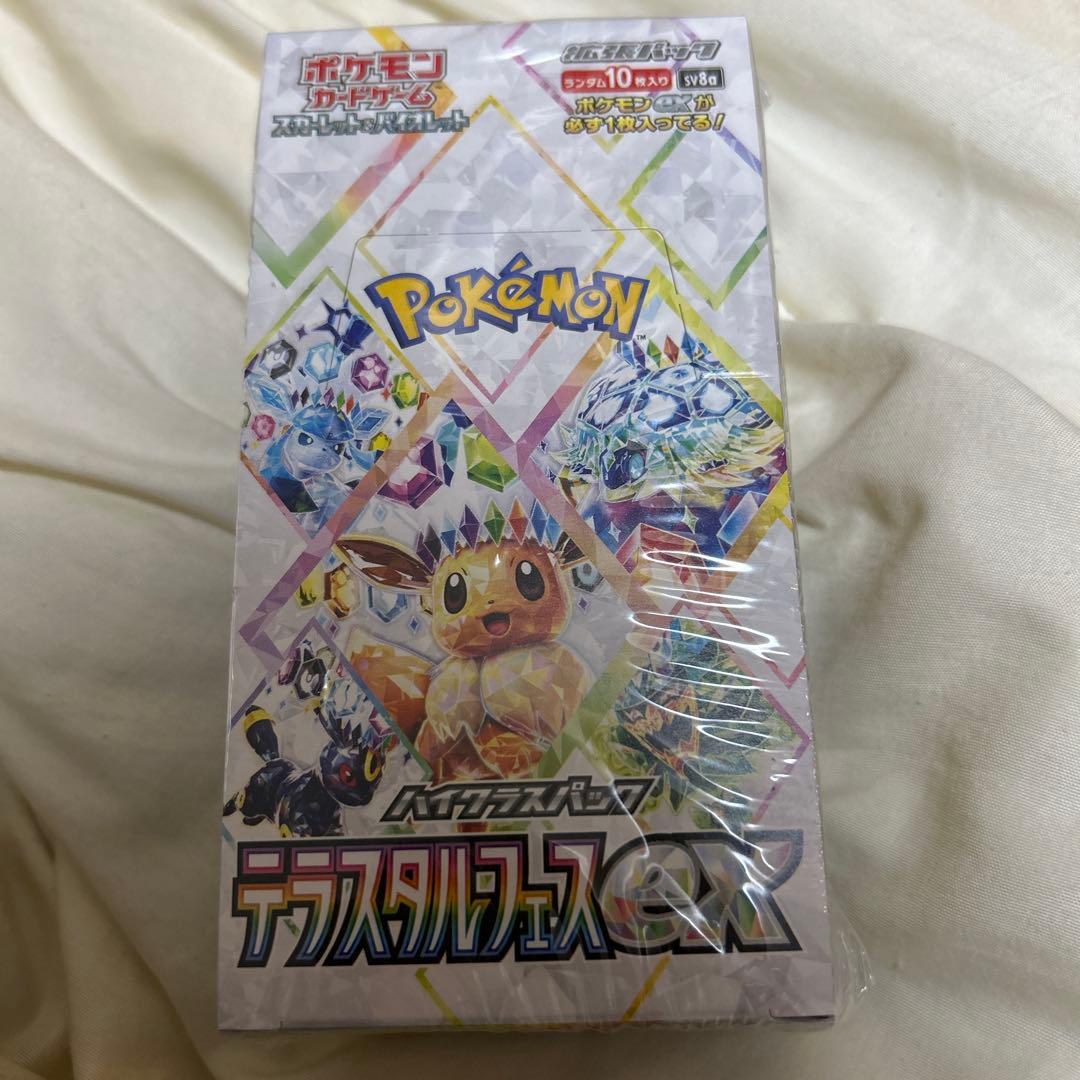 ポケモン
カードゲーム
スカーレット&バイオレット
拡張パック
ランダム10枚入り
SV8a
ポケモンexが
必ず1枚入ってる!
POKéMON
TM
ハイクラスパック
テラスタルフェスex